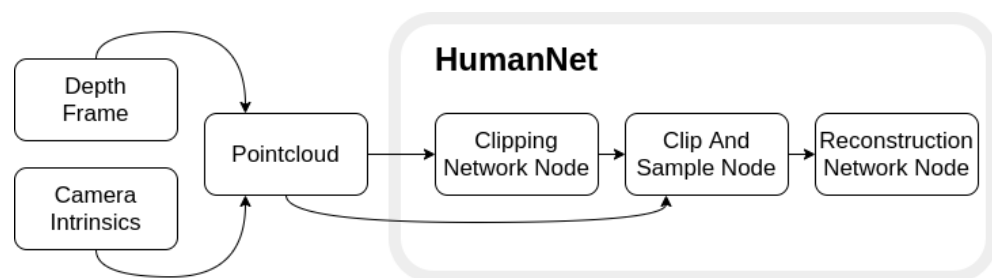 HumanNet
Depth
Frame
Camera
Intrinsics
Pointcloud
Clipping
Network Node
Clip And
Sample Node
Reconstruction
Network Node